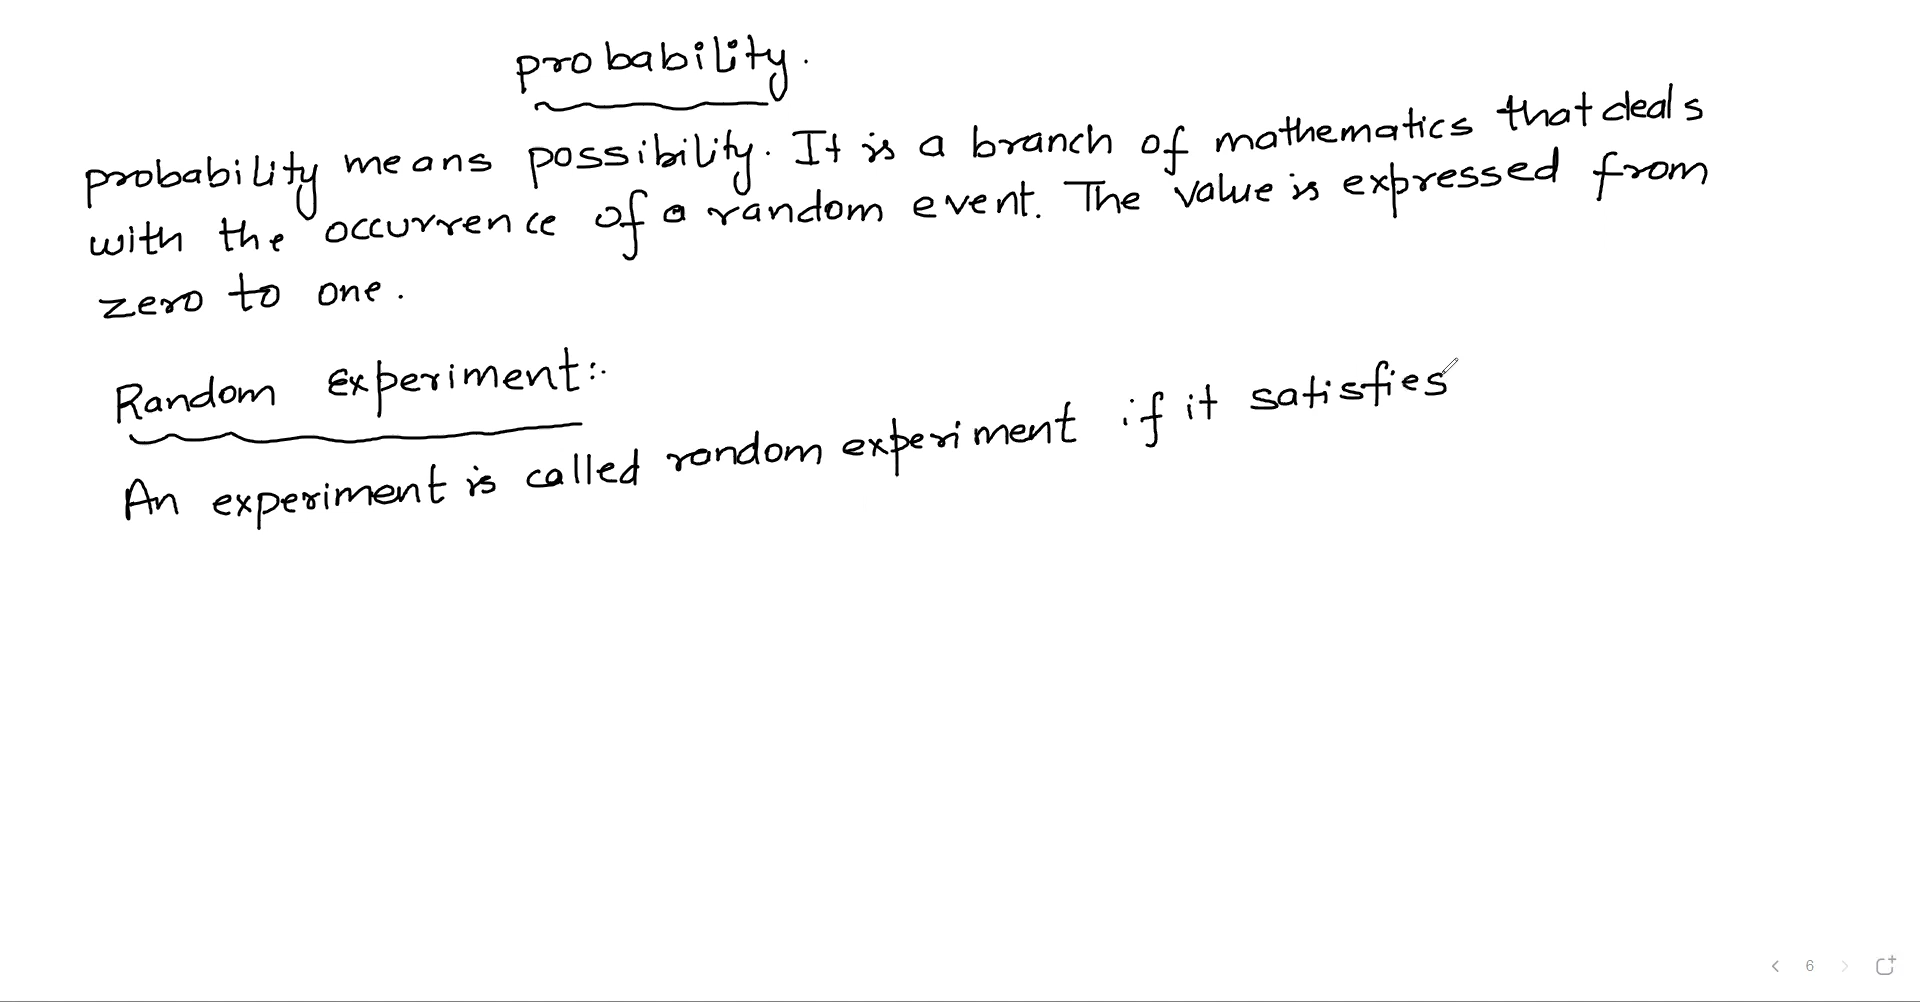 probability.
probability means possibility. It is a branch of mathematics that deals
with the occurrence of a random event. The value is expressed from
zero to one.
Random experiment:.
An experiment is called random experiment if it satisfies
6